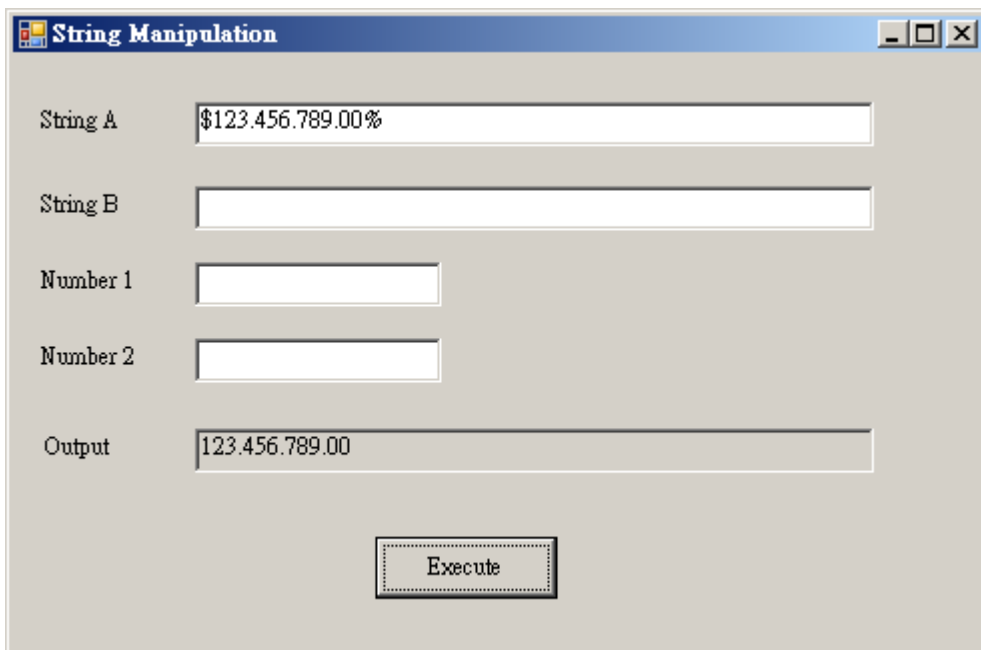 String Manipulation
String A
$123.456.789.00%
String B
Number 1
Number 2
Output
123.456.789.00
Execute